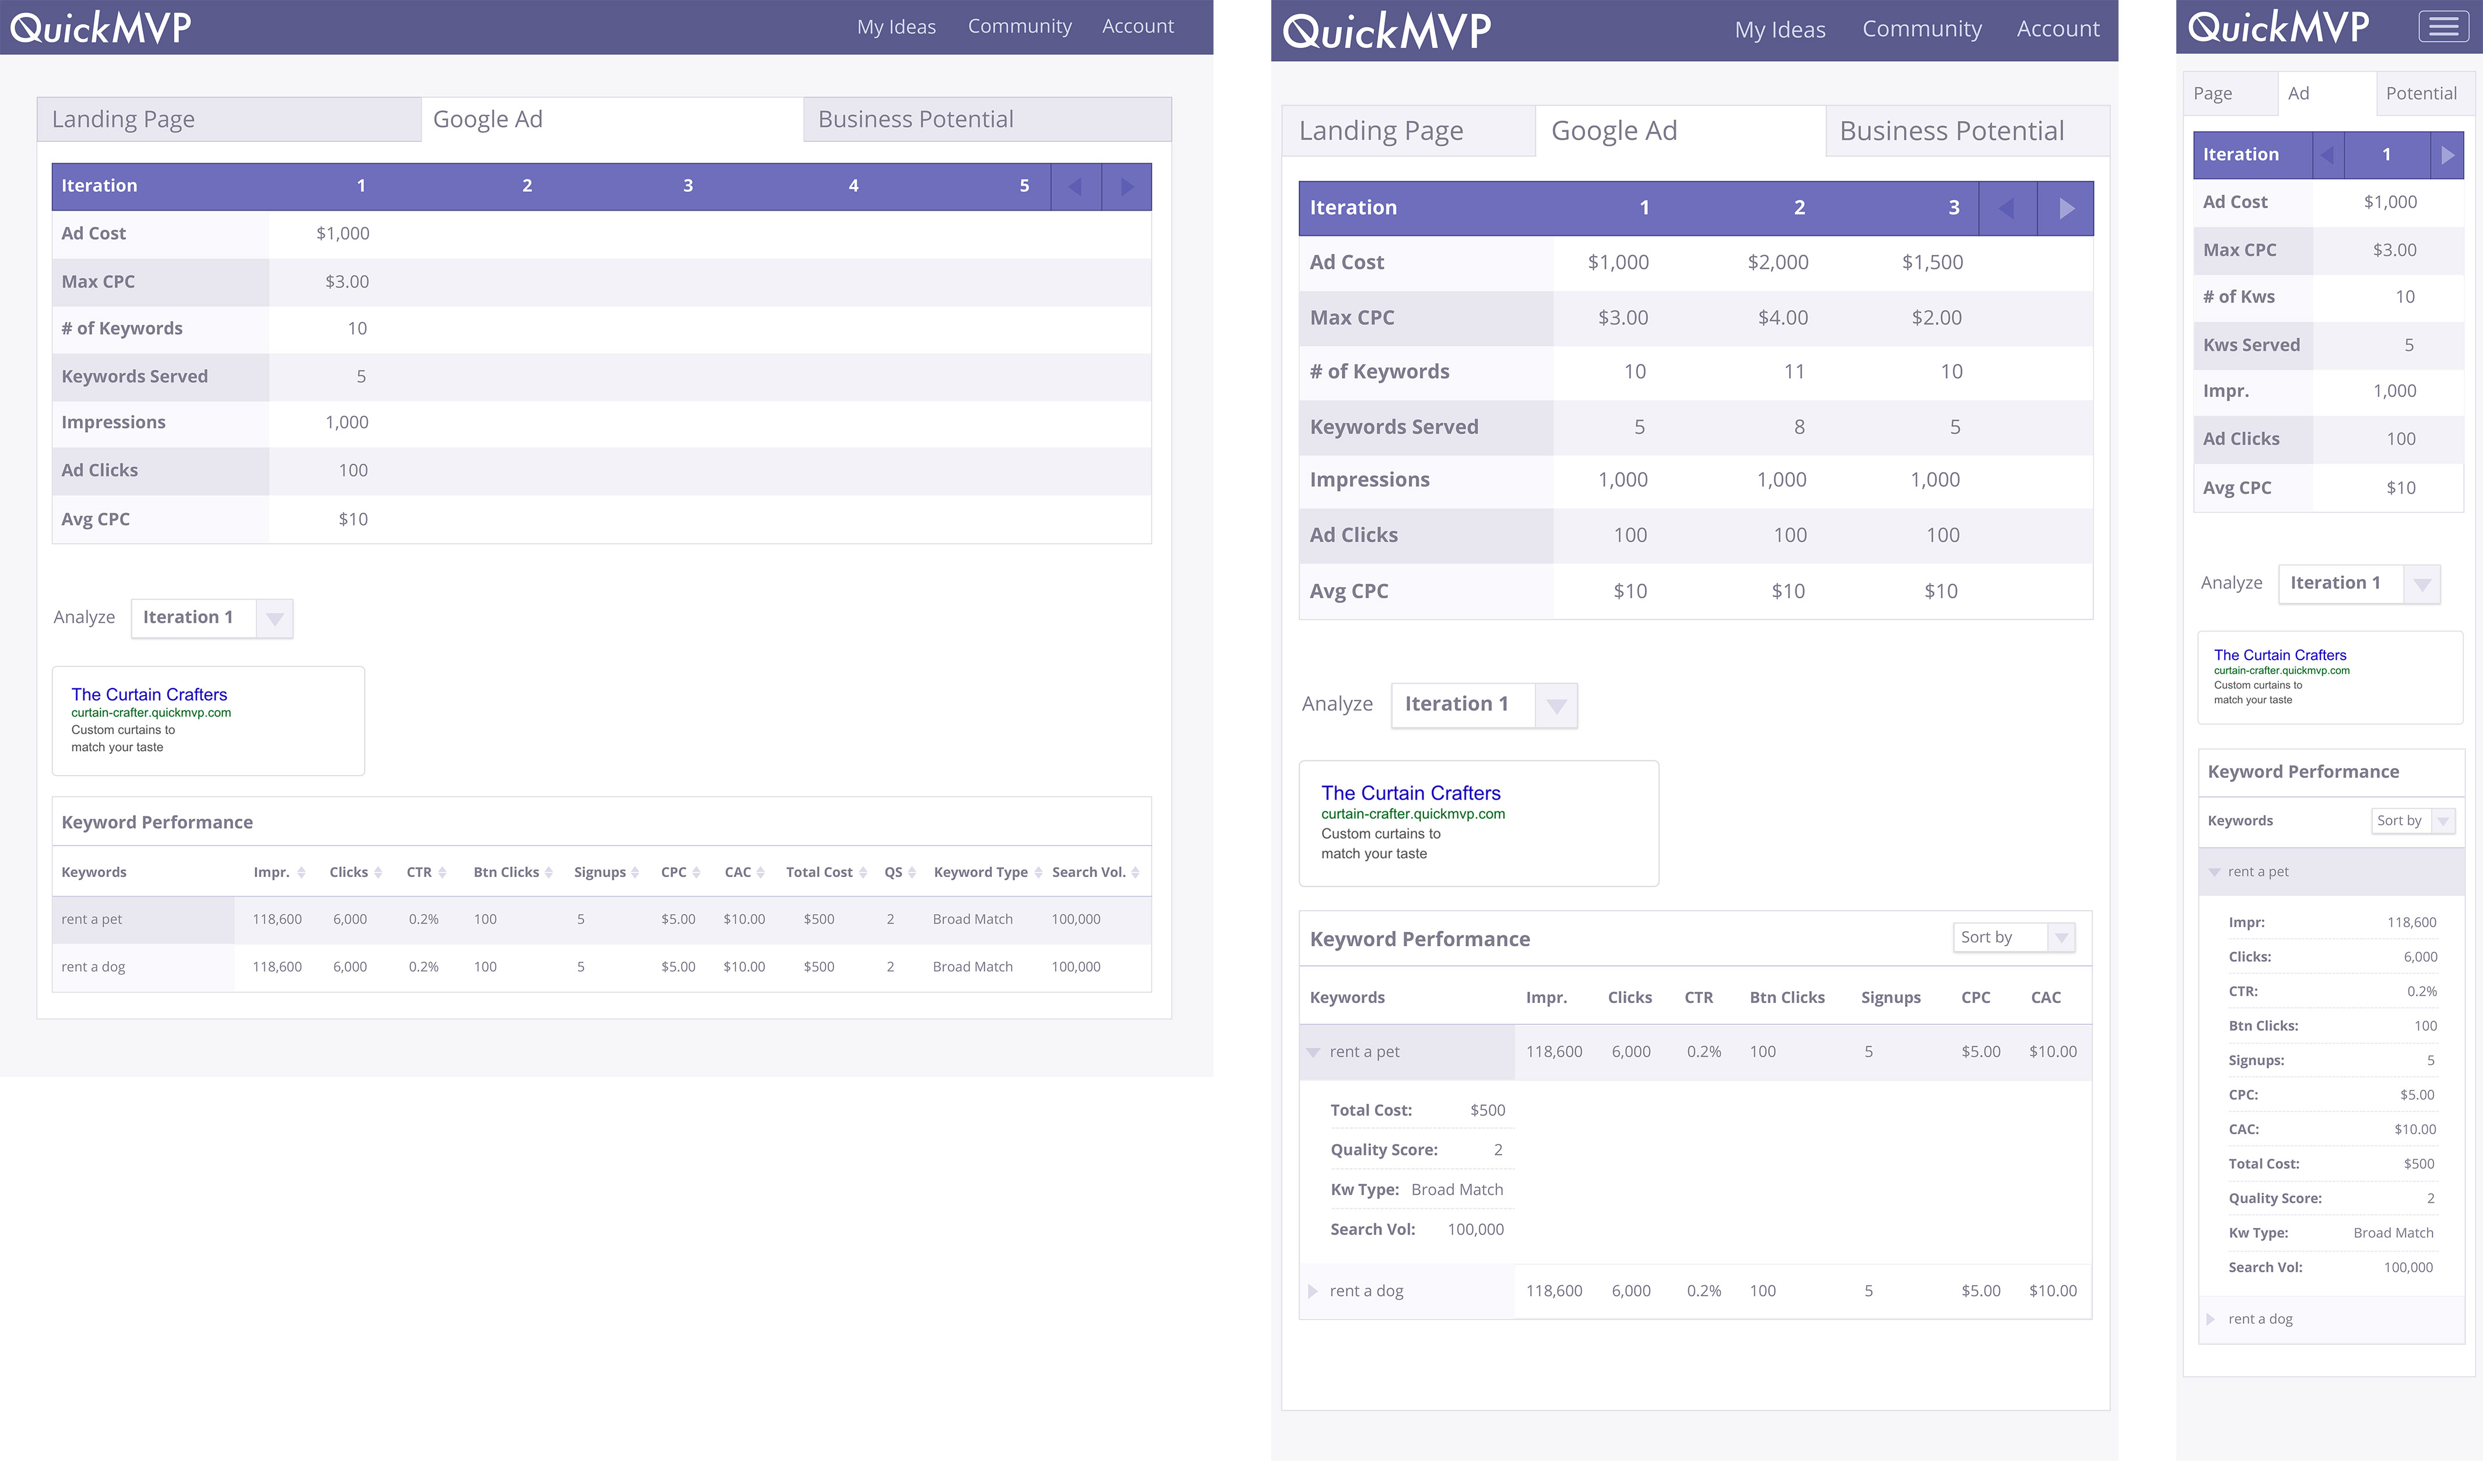 QuickMVP My Ideas Community Account
Landing Page Google Ad Business Potential
Iteration 1 2 3 4 5
Ad Cost $1,000
Max CPC $3.00
# of Keywords 10
Keywords Served 5
Impressions 1,000
Ad Clicks 100
Avg CPC $10
Analyze Iteration 1
The Curtain Crafters
curtain-crafter.quickmvp.com
Custom curtains to
match your taste
Keyword Performance
Keywords Impr. Clicks CTR Btn Clicks Signups CPC CAC Total Cost QS Keyword Type Search Vol.
rent a pet 118,600 6,000 0.2% 100 5 $5.00 $10.00 $500 2 Broad Match 100,000
rent a dog 118,600 6,000 0.2% 100 5 $5.00 $10.00 $500 2 Broad Match 100,000
QuickMVP My Ideas Community Account
Landing Page Google Ad Business Potential
Iteration 1 2 3
Ad Cost $1,000 $2,000 $1,500
Max CPC $3.00 $4.00 $2.00
# of Keywords 10 11 10
Keywords Served 5 8 5
Impressions 1,000 1,000 1,000
Ad Clicks 100 100 100
Avg CPC $10 $10 $10
Analyze Iteration 1
The Curtain Crafters
curtain-crafter.quickmvp.com
Custom curtains to
match your taste
Keyword Performance Sort by
Keywords Impr. Clicks CTR Btn Clicks Signups CPC CAC
rent a pet 118,600 6,000 0.2% 100 5 $5.00 $10.00
Total Cost: $500
Quality Score: 2
Kw Type: Broad Match
Search Vol: 100,000
rent a dog 118,600 6,000 0.2% 100 5 $5.00 $10.00
QuickMVP
Page Ad Potential
Iteration 1
Ad Cost $1,000
Max CPC $3.00
# of Kws 10
Kws Served 5
Impr. 1,000
Ad Clicks 100
Avg CPC $10
Analyze Iteration 1
The Curtain Crafters
curtain-crafter.quickmvp.com
Custom curtains to
match your taste
Keyword Performance
Keywords Sort by
rent a pet
Impr: 118,600
Clicks: 6,000
CTR: 0.2%
Btn Clicks: 100
Signups: 5
CPC: $5.00
CAC: $10.00
Total Cost: $500
Quality Score: 2
Kw Type: Broad Match
Search Vol: 100,000
rent a dog